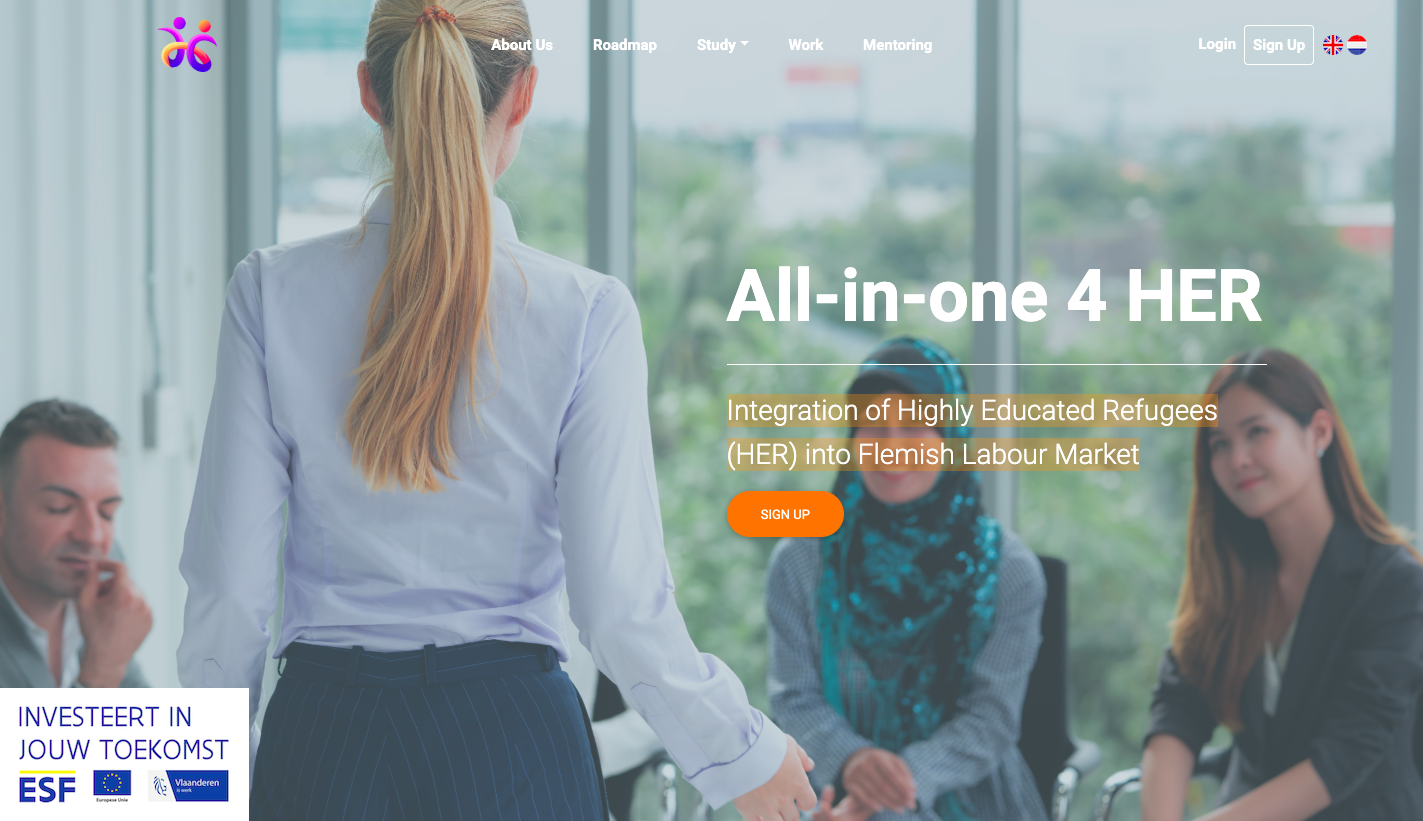 About Us
Roadmap
Study
Work
Mentoring
Login
Sign Up
All-in-one 4 HER
Integration of Highly Educated Refugees
(HER) into Flemish Labour Market
SIGN UP
INVESTEERT IN
JOUW TOEKOMST
ESF
Europese Unie
Vlaanderen
is werk